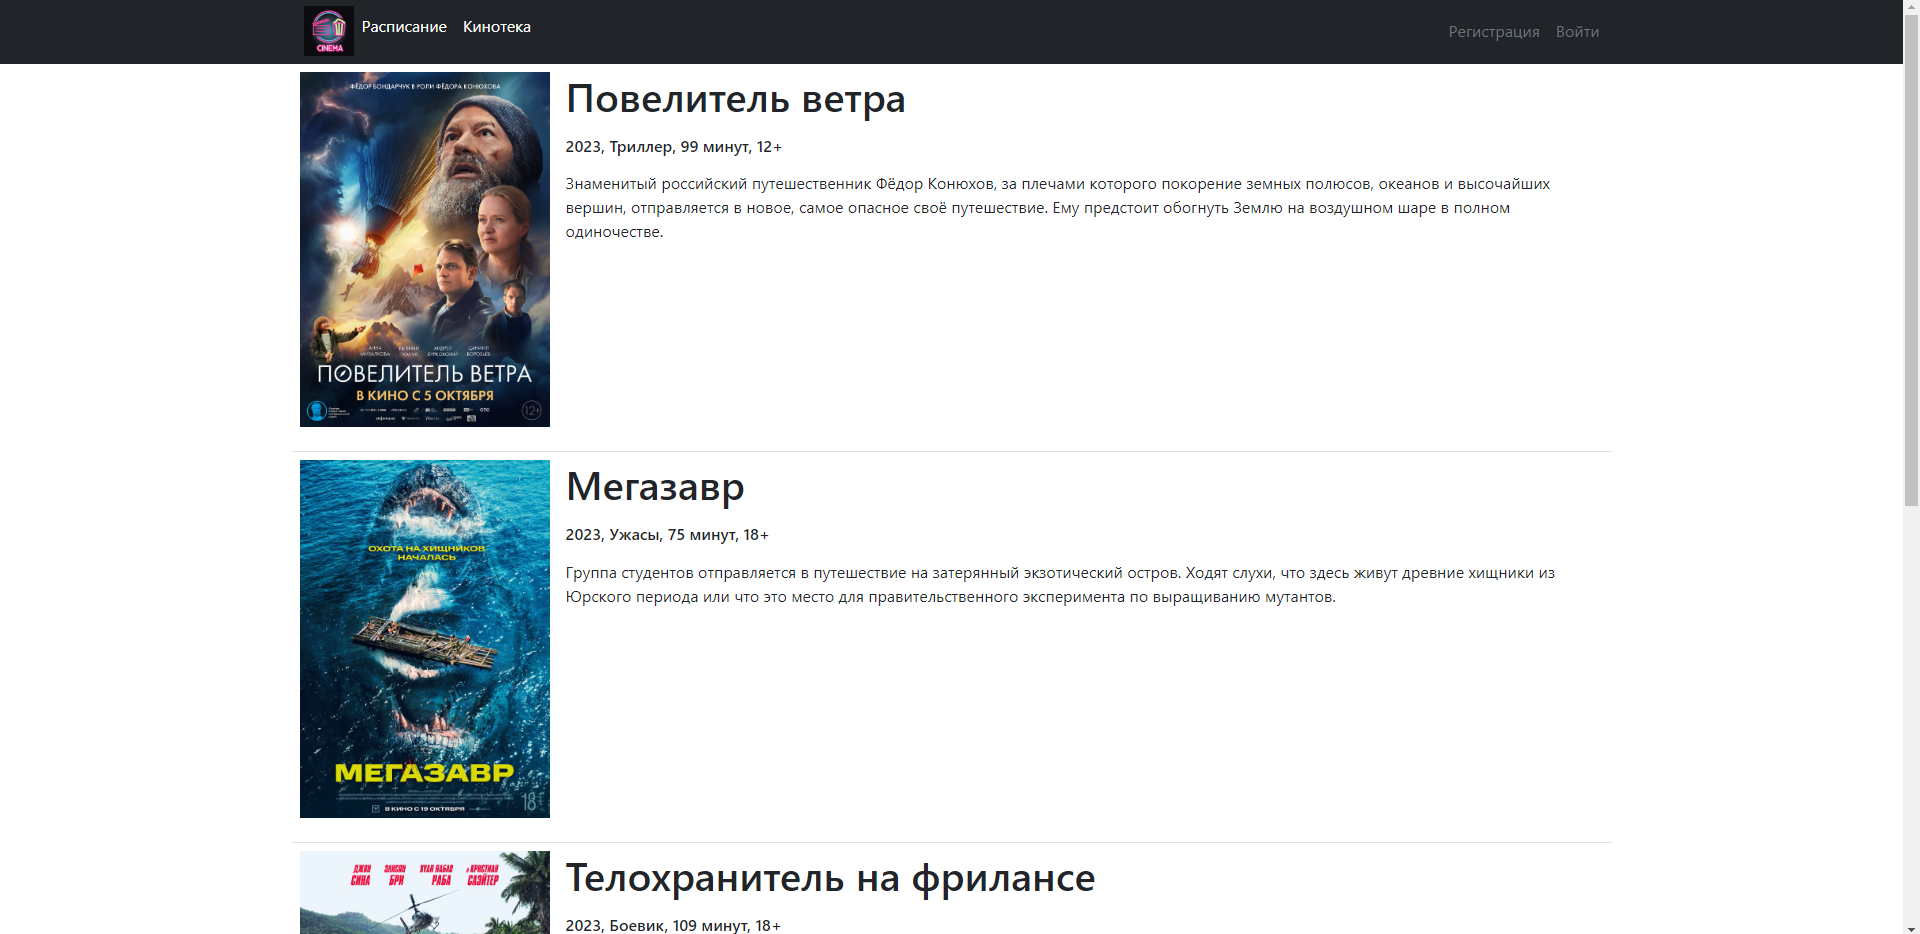 CINEMA
Расписание
Кинотека
Регистрация
Войти
ФЁДОР БОНДАРЧУК В РОЛИ ФЁДОРА КОНЮХОВА
ПОВЕЛИТЕЛЬ ВЕТРА
В КИНО С 5 ОКТЯБРЯ
12+
Повелитель ветра
2023, Триллер, 99 минут, 12+
Знаменитый российский путешественник Фёдор Конюхов, за плечами которого покорение земных полюсов, океанов и высочайших
вершин, отправляется в новое, самое опасное своё путешествие. Ему предстоит обогнуть Землю на воздушном шаре в полном
одиночестве.
ОХОТА НА ХИЩНИКОВ
НАЧАЛАСЬ
МЕГАЗАВР
18+
В КИНО С 19 ОКТЯБРЯ
Мегазавр
2023, Ужасы, 75 минут, 18+
Группа студентов отправляется в путешествие на затерянный экзотический остров. Ходят слухи, что здесь живут древние хищники из
Юрского периода или что это место для правительственного эксперимента по выращиванию мутантов.
ДЖОН СИНА
ЭЛИСОН БРИ
ХУАН ПАБЛО РАБА
И КРИСТИАН СЛЭЙТЕР
Телохранитель на фрилансе
2023, Боевик, 109 минут, 18+